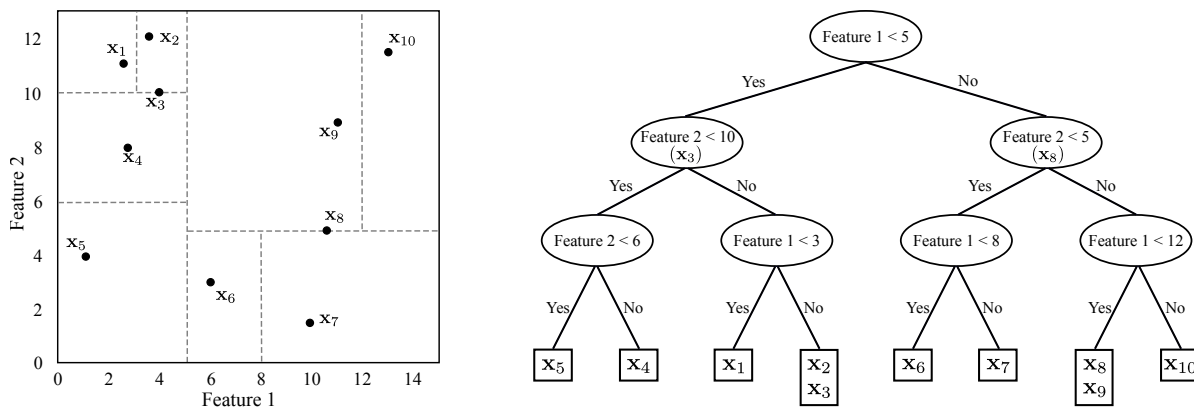 12
10
8
6
4
2
0
Feature 2
0
2
4
6
8
10
12
14
Feature 1
x₁
x₂
x₃
x₄
x₅
x₆
x₇
x₈
x₉
x₁₀
Feature 1 < 5
Yes
No
Feature 2 < 10
(x₃)
Feature 2 < 5
(x₈)
Yes
No
Yes
No
Feature 2 < 6
Feature 1 < 3
Feature 1 < 8
Feature 1 < 12
Yes
No
Yes
No
Yes
No
Yes
No
x₅
x₄
x₁
x₂
x₃
x₆
x₇
x₈
x₉
x₁₀